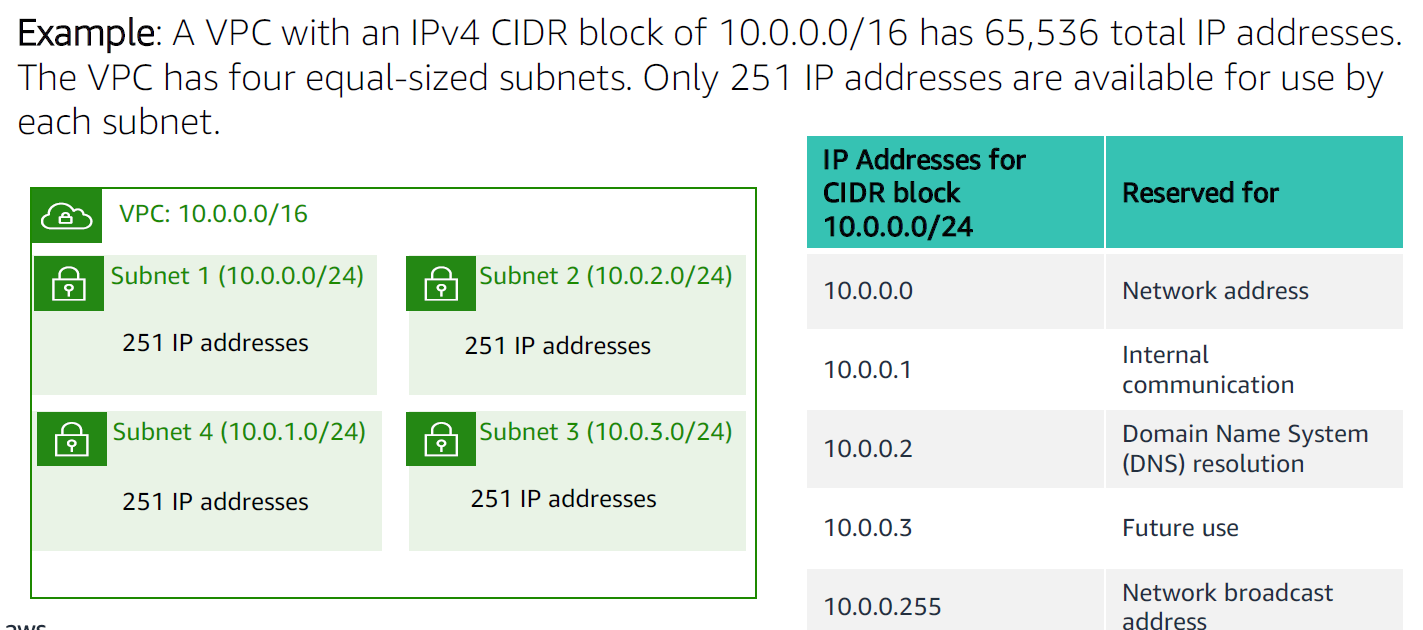 Example: A VPC with an IPv4 CIDR block of 10.0.0.0/16 has 65,536 total IP addresses.
The VPC has four equal-sized subnets. Only 251 IP addresses are available for use by
each subnet.
VPC: 10.0.0.0/16
Subnet 1 (10.0.0.0/24)
251 IP addresses
Subnet 2 (10.0.2.0/24)
251 IP addresses
Subnet 4 (10.0.1.0/24)
251 IP addresses
Subnet 3 (10.0.3.0/24)
251 IP addresses
IP Addresses for
CIDR block
10.0.0.0/24
Reserved for
10.0.0.0
Network address
10.0.0.1
Internal
communication
10.0.0.2
Domain Name System
(DNS) resolution
10.0.0.3
Future use
10.0.0.255
Network broadcast
address
aws